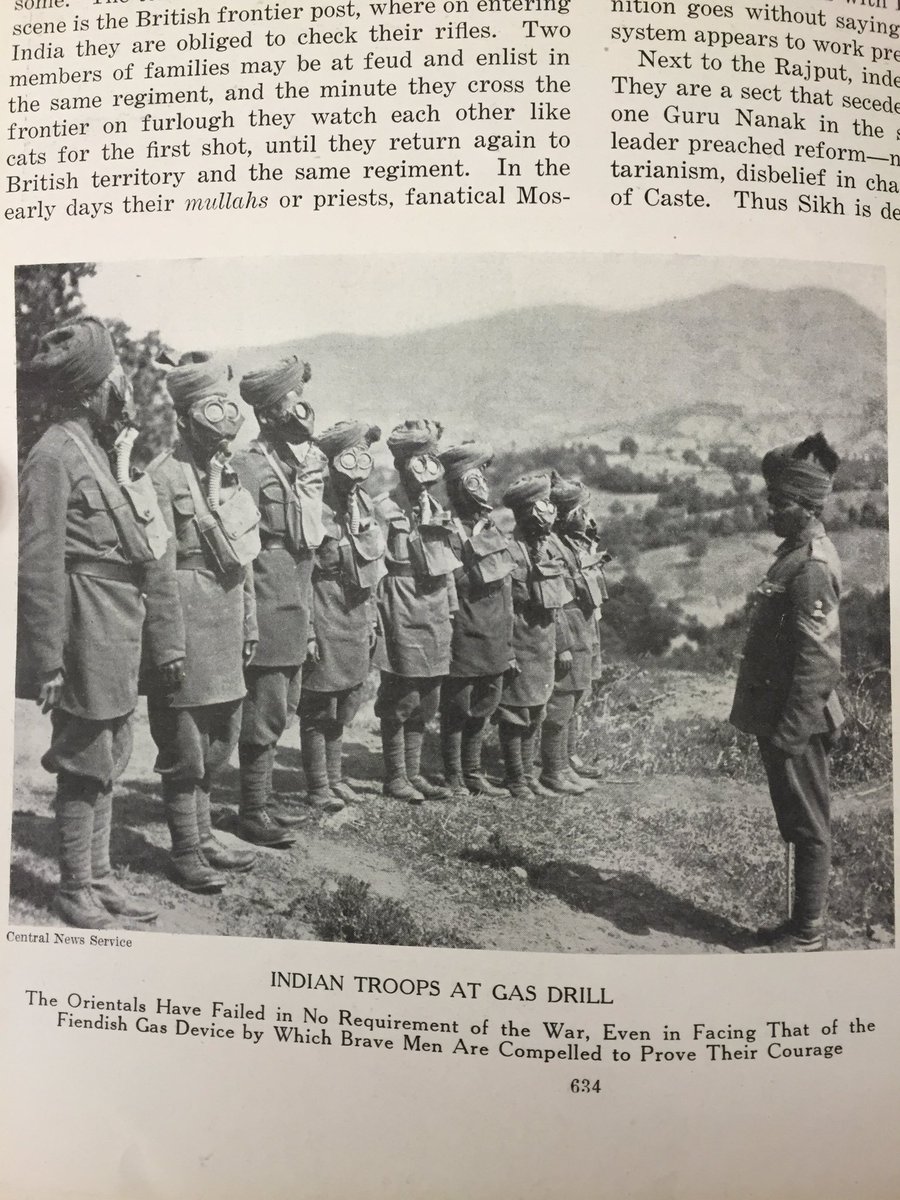 some. The
scene is the British frontier post, where on entering
India they are obliged to check their rifles. Two
members of families may be at feud and enlist in
the same regiment, and the minute they cross the
frontier on furlough they watch each other like
cats for the first shot, until they return again to
British territory and the same regiment. In the
early days their mullahs or priests, fanatical Mos-
nition goes without saying
system appears to work pre
Next to the Rajput, inde
They are a sect that secede
one Guru Nanak in the s
leader preached reform—n
tarianism, disbelief in cha
of Caste. Thus Sikh is de
Central News Service
INDIAN TROOPS AT GAS DRILL
The Orientals Have Failed in No Requirement of the War, Even in Facing That of the
Fiendish Gas Device by Which Brave Men Are Compelled to Prove Their Courage
634